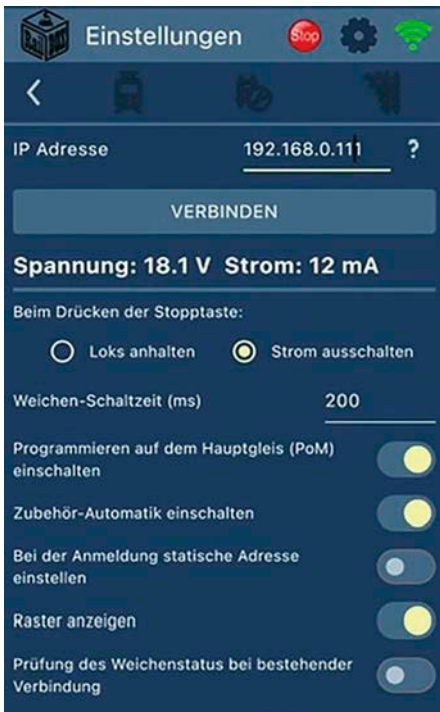 Einstellungen
Stop
IP Adresse
192.168.0.111
?
VERBINDEN
Spannung: 18.1 V Strom: 12 mA
Beim Drücken der Stopptaste:
Loks anhalten
Strom ausschalten
Weichen-Schaltzeit (ms)
200
Programmieren auf dem Hauptgleis (PoM)
einschalten
Zubehör-Automatik einschalten
Bei der Anmeldung statische Adresse
einstellen
Raster anzeigen
Prüfung des Weichenstatus bei bestehender
Verbindung